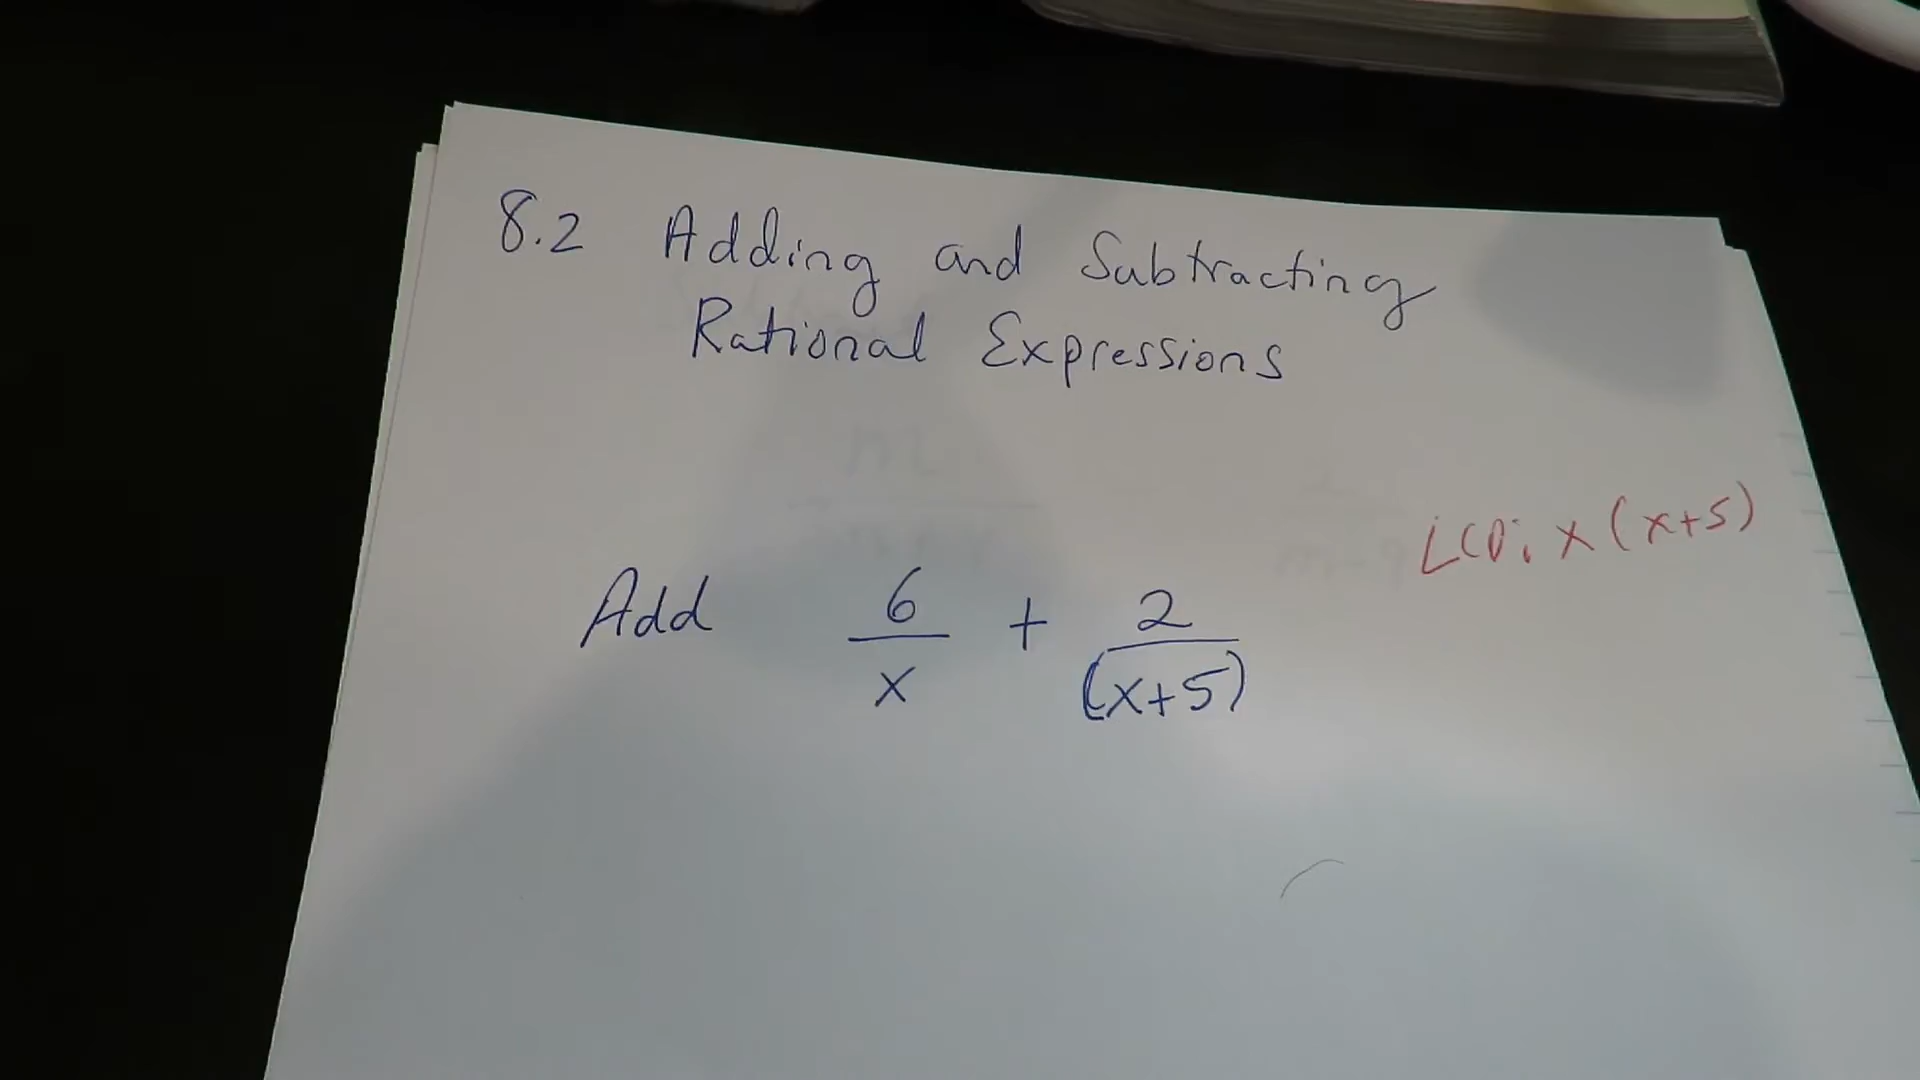 8.2 Adding and Subtracting
Rational Expressions
LCD: x(x+5)
Add 6/x + 2/(x+5)